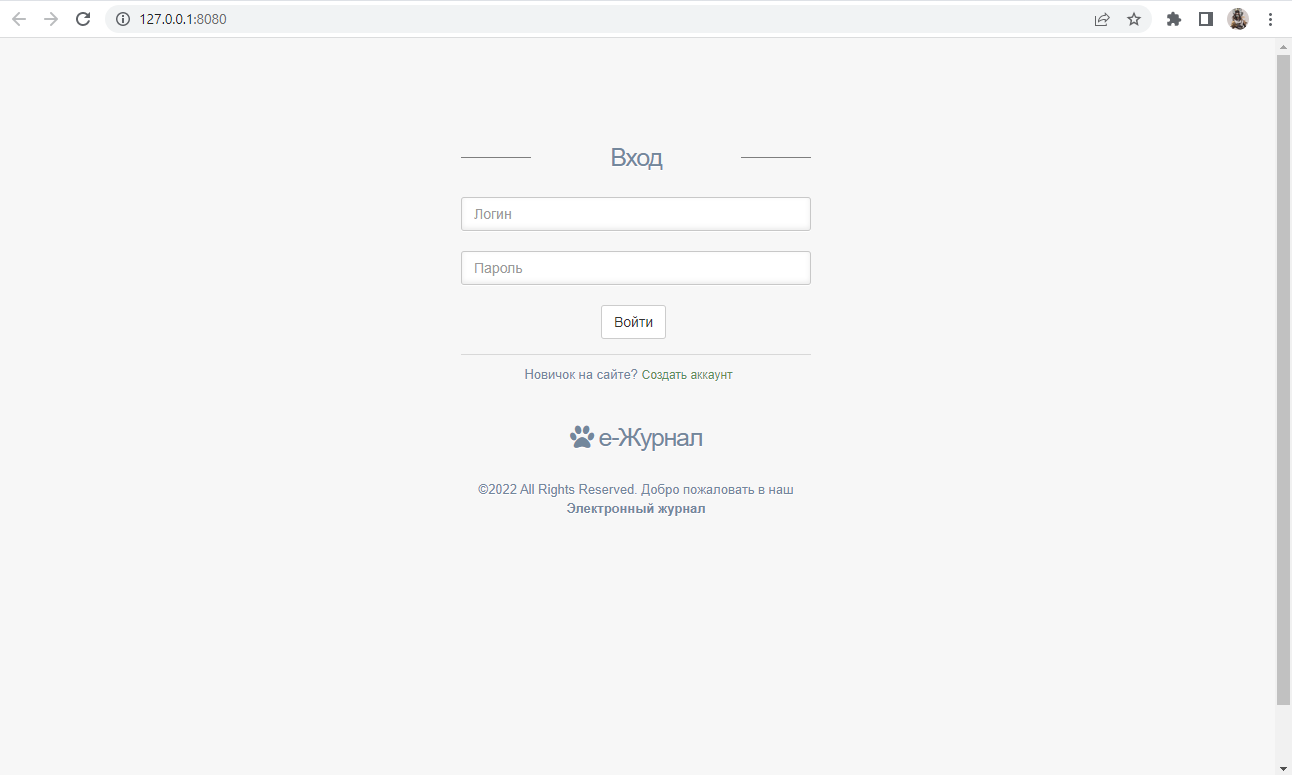 127.0.0.1:8080
Вход
Логин
Пароль
Войти
Новичок на сайте? Создать аккаунт
е-Журнал
©2022 All Rights Reserved. Добро пожаловать в наш
Электронный журнал